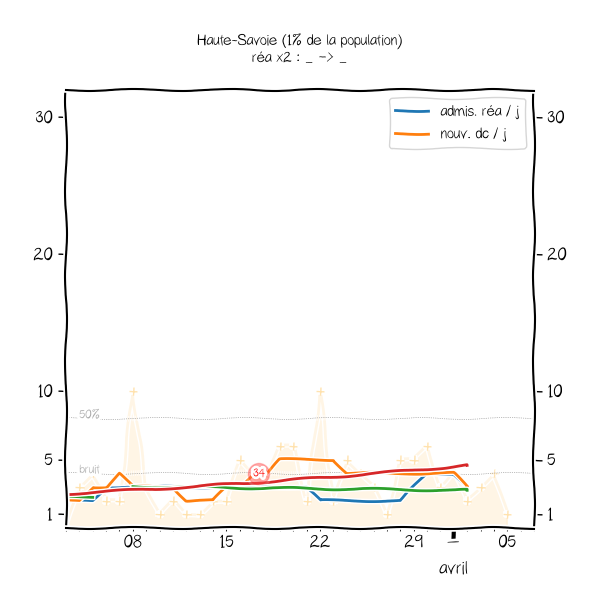 Haute-Savoie (1% de la population)
réa x2 : _ -> _
admis. réa / j
nouv. dc / j
30 30
20 20
10 10
50%
5 5
bruit
34
1 1
08 15 22 29 05
avril